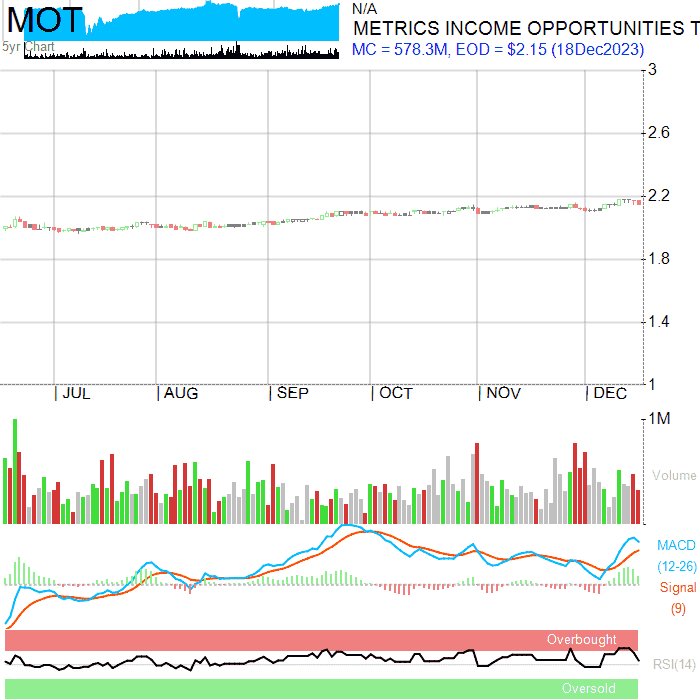 MOT
5yr Chart
N/A
METRICS INCOME OPPORTUNITIES T
MC = 578.3M, EOD = $2.15 (18Dec2023)
3
2.6
2.2
1.8
1.4
1
| JUL | AUG | SEP | OCT | NOV | DEC
1M
Volume
MACD
(12-26)
Signal
(9)
Overbought
RSI(14)
Oversold